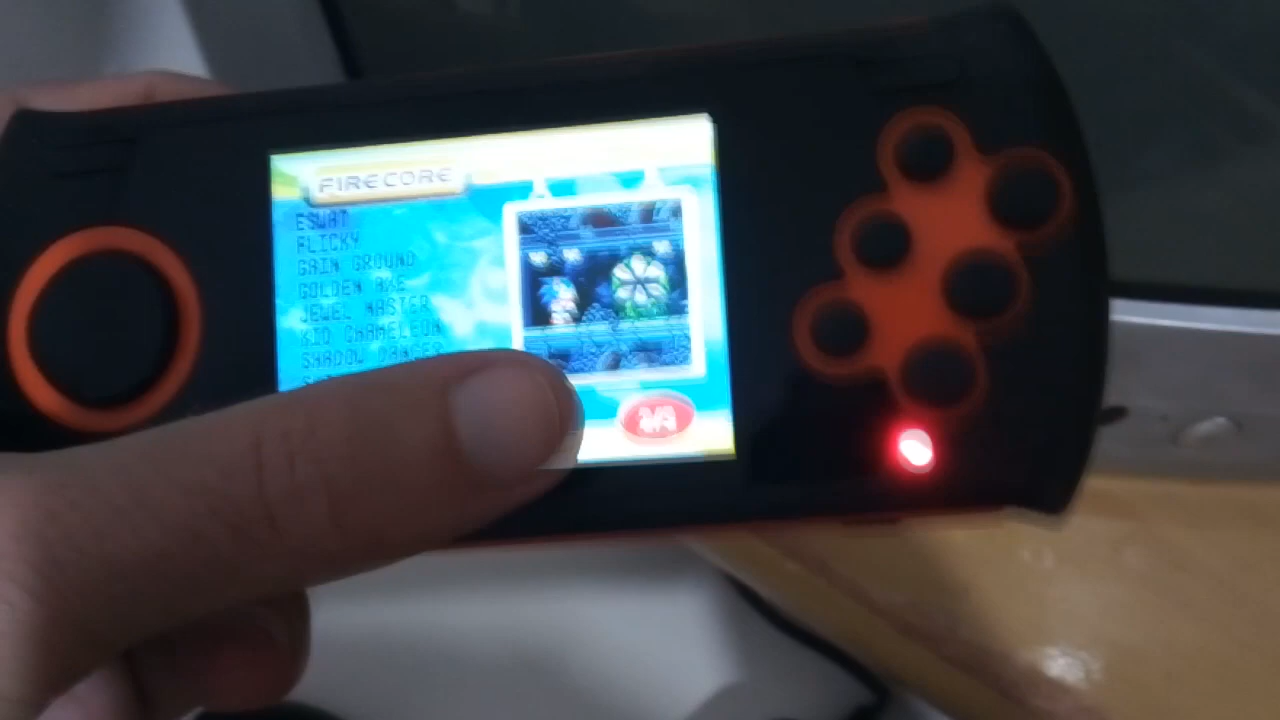 FIRECORE
ESWAT
FLICKY
GAIN GROUND
GOLDEN AXE
JEWEL MASTER
KID CHAMELEON
SHADOW DANCER